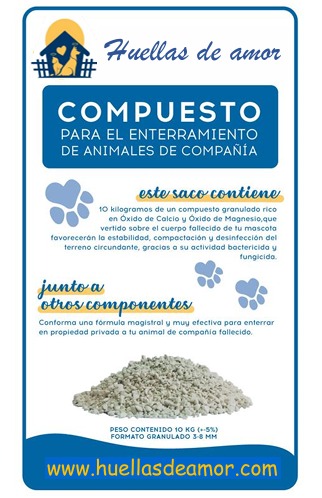 Huellas de amor
COMPUESTO
PARA EL ENTERRAMIENTO
DE ANIMALES DE COMPAÑÍA
este saco contiene
10 kilogramos de un compuesto granulado rico
en Óxido de Calcio y Óxido de Magnesio,que
vertido sobre el cuerpo fallecido de tu mascota
favorecerán la estabilidad, compactación y desinfección del
terreno circundante, gracias a su actividad bactericida y
fungicida.
junto a
otros componentes
Conforma una fórmula magistral y muy efectiva para enterrar
en propiedad privada a tu animal de compañía fallecido.
PESO CONTENIDO 10 KG (+-5%)
FORMATO GRANULADO 3-8 MM
www.huellasdeamor.com